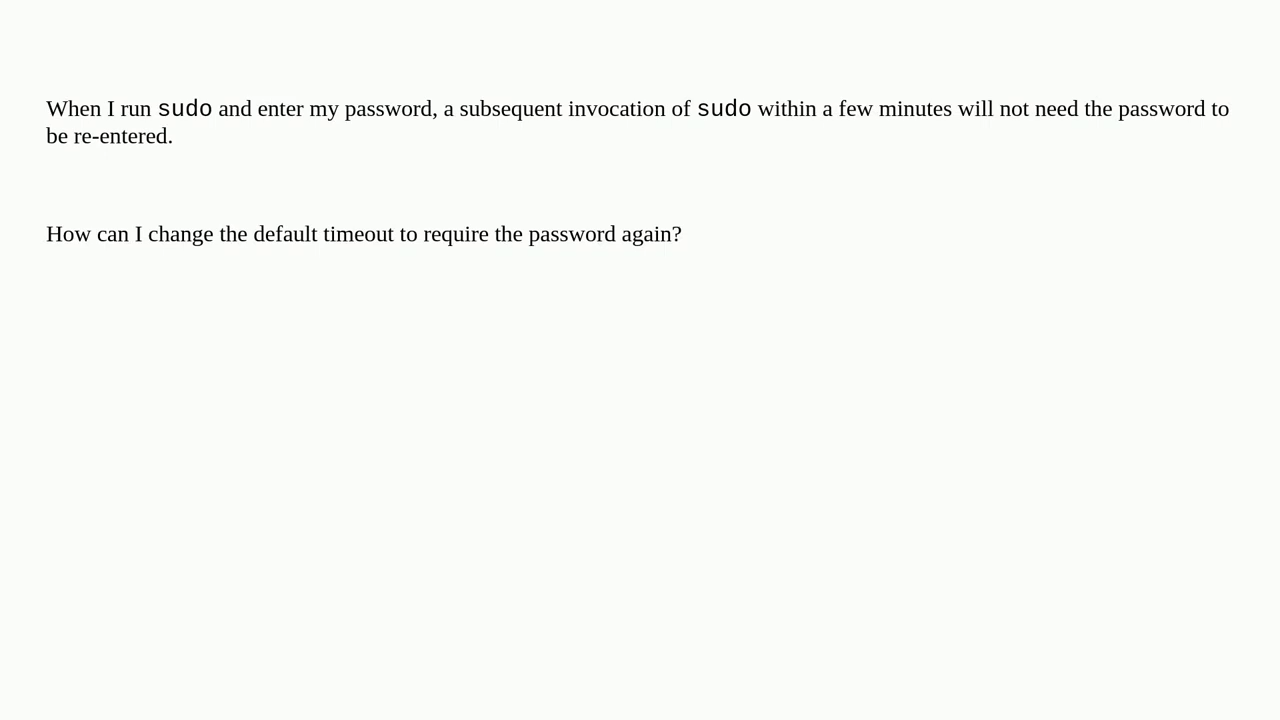 When I run sudo and enter my password, a subsequent invocation of sudo within a few minutes will not need the password to
be re-entered.
How can I change the default timeout to require the password again?